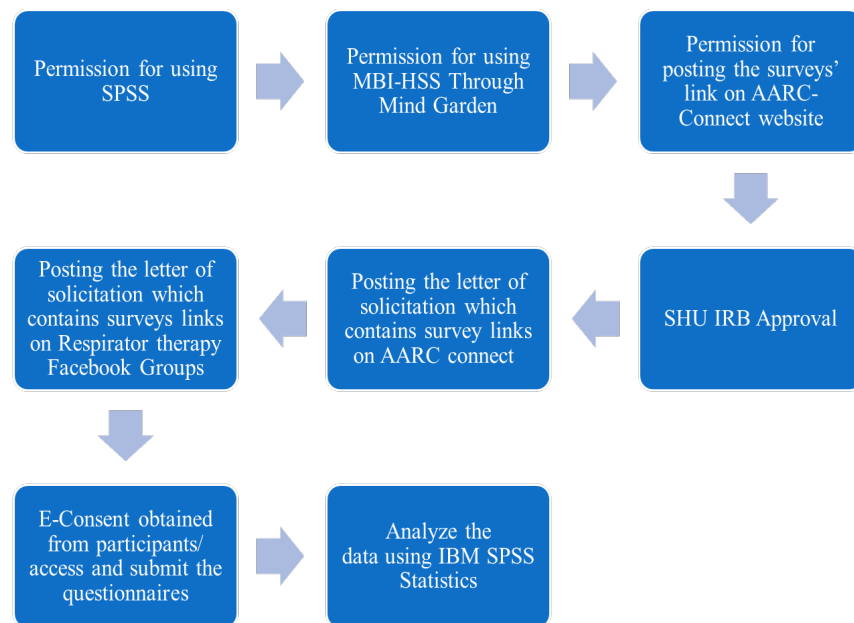 Permission for using
SPSS
Permission for using
MBI-HSS Through
Mind Garden
Permission for
posting the surveys’
link on AARC-
Connect website
SHU IRB Approval
Posting the letter of
solicitation which
contains survey links
on AARC connect
Posting the letter of
solicitation which
contains surveys links
on Respirator therapy
Facebook Groups
E-Consent obtained
from participants/
access and submit the
questionnaires
Analyze the
data using IBM SPSS
Statistics